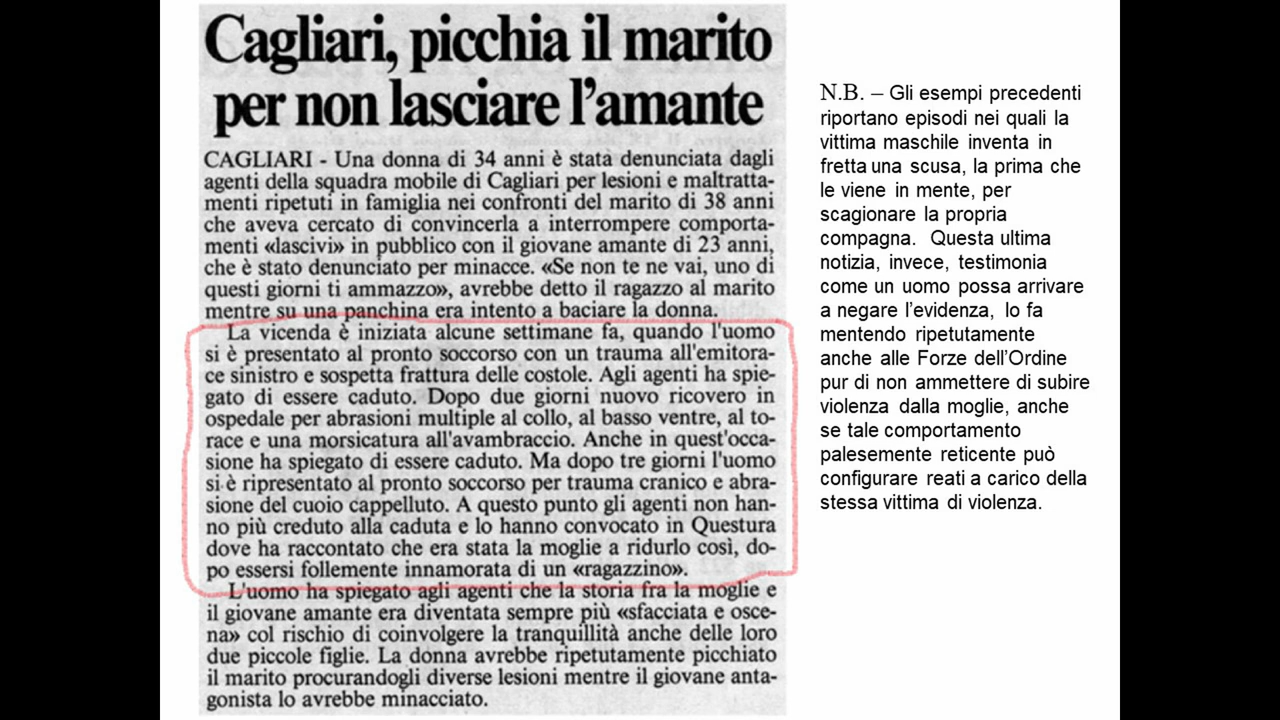 Cagliari, picchia il marito
per non lasciare l'amante
CAGLIARI - Una donna di 34 anni è stata denunciata dagli
agenti della squadra mobile di Cagliari per lesioni e maltratta-
menti ripetuti in famiglia nei confronti del marito di 38 anni
che aveva cercato di convincerla a interrompere comporta-
menti «lascivi» in pubblico con il giovane amante di 23 anni,
che è stato denunciato per minacce. «Se non te ne vai, uno di
questi giorni ti ammazzo», avrebbe detto il ragazzo al marito
mentre su una panchina era intento a baciare la donna.
La vicenda è iniziata alcune settimane fa, quando l'uomo
si è presentato al pronto soccorso con un trauma all'emitora-
ce sinistro e sospetta frattura delle costole. Agli agenti ha spie-
gato di essere caduto. Dopo due giorni nuovo ricovero in
ospedale per abrasioni multiple al collo, al basso ventre, al to-
race e una morsicatura all'avambraccio. Anche in quest'occa-
sione ha spiegato di essere caduto. Ma dopo tre giorni l'uomo
si è ripresentato al pronto soccorso per trauma cranico e abra-
sione del cuoio cappelluto. A questo punto gli agenti non han-
no più creduto alla caduta e lo hanno convocato in Questura
dove ha raccontato che era stata la moglie a ridurlo così, do-
po essersi follemente innamorata di un «ragazzino».
L'uomo ha spiegato agli agenti che la storia fra la moglie e
il giovane amante era diventata sempre più «sfacciata e osce-
na» col rischio di coinvolgere la tranquillità anche delle loro
due piccole figlie. La donna avrebbe ripetutamente picchiato
il marito procurandogli diverse lesioni mentre il giovane anta-
gonista lo avrebbe minacciato.
N.B. – Gli esempi precedenti
riportano episodi nei quali la
vittima maschile inventa in
fretta una scusa, la prima che
le viene in mente, per
scagionare la propria
compagna. Questa ultima
notizia, invece, testimonia
come un uomo possa arrivare
a negare l'evidenza, lo fa
mentendo ripetutamente
anche alle Forze dell'Ordine
pur di non ammettere di subire
violenza dalla moglie, anche
se tale comportamento
palesemente reticente può
configurare reati a carico della
stessa vittima di violenza.